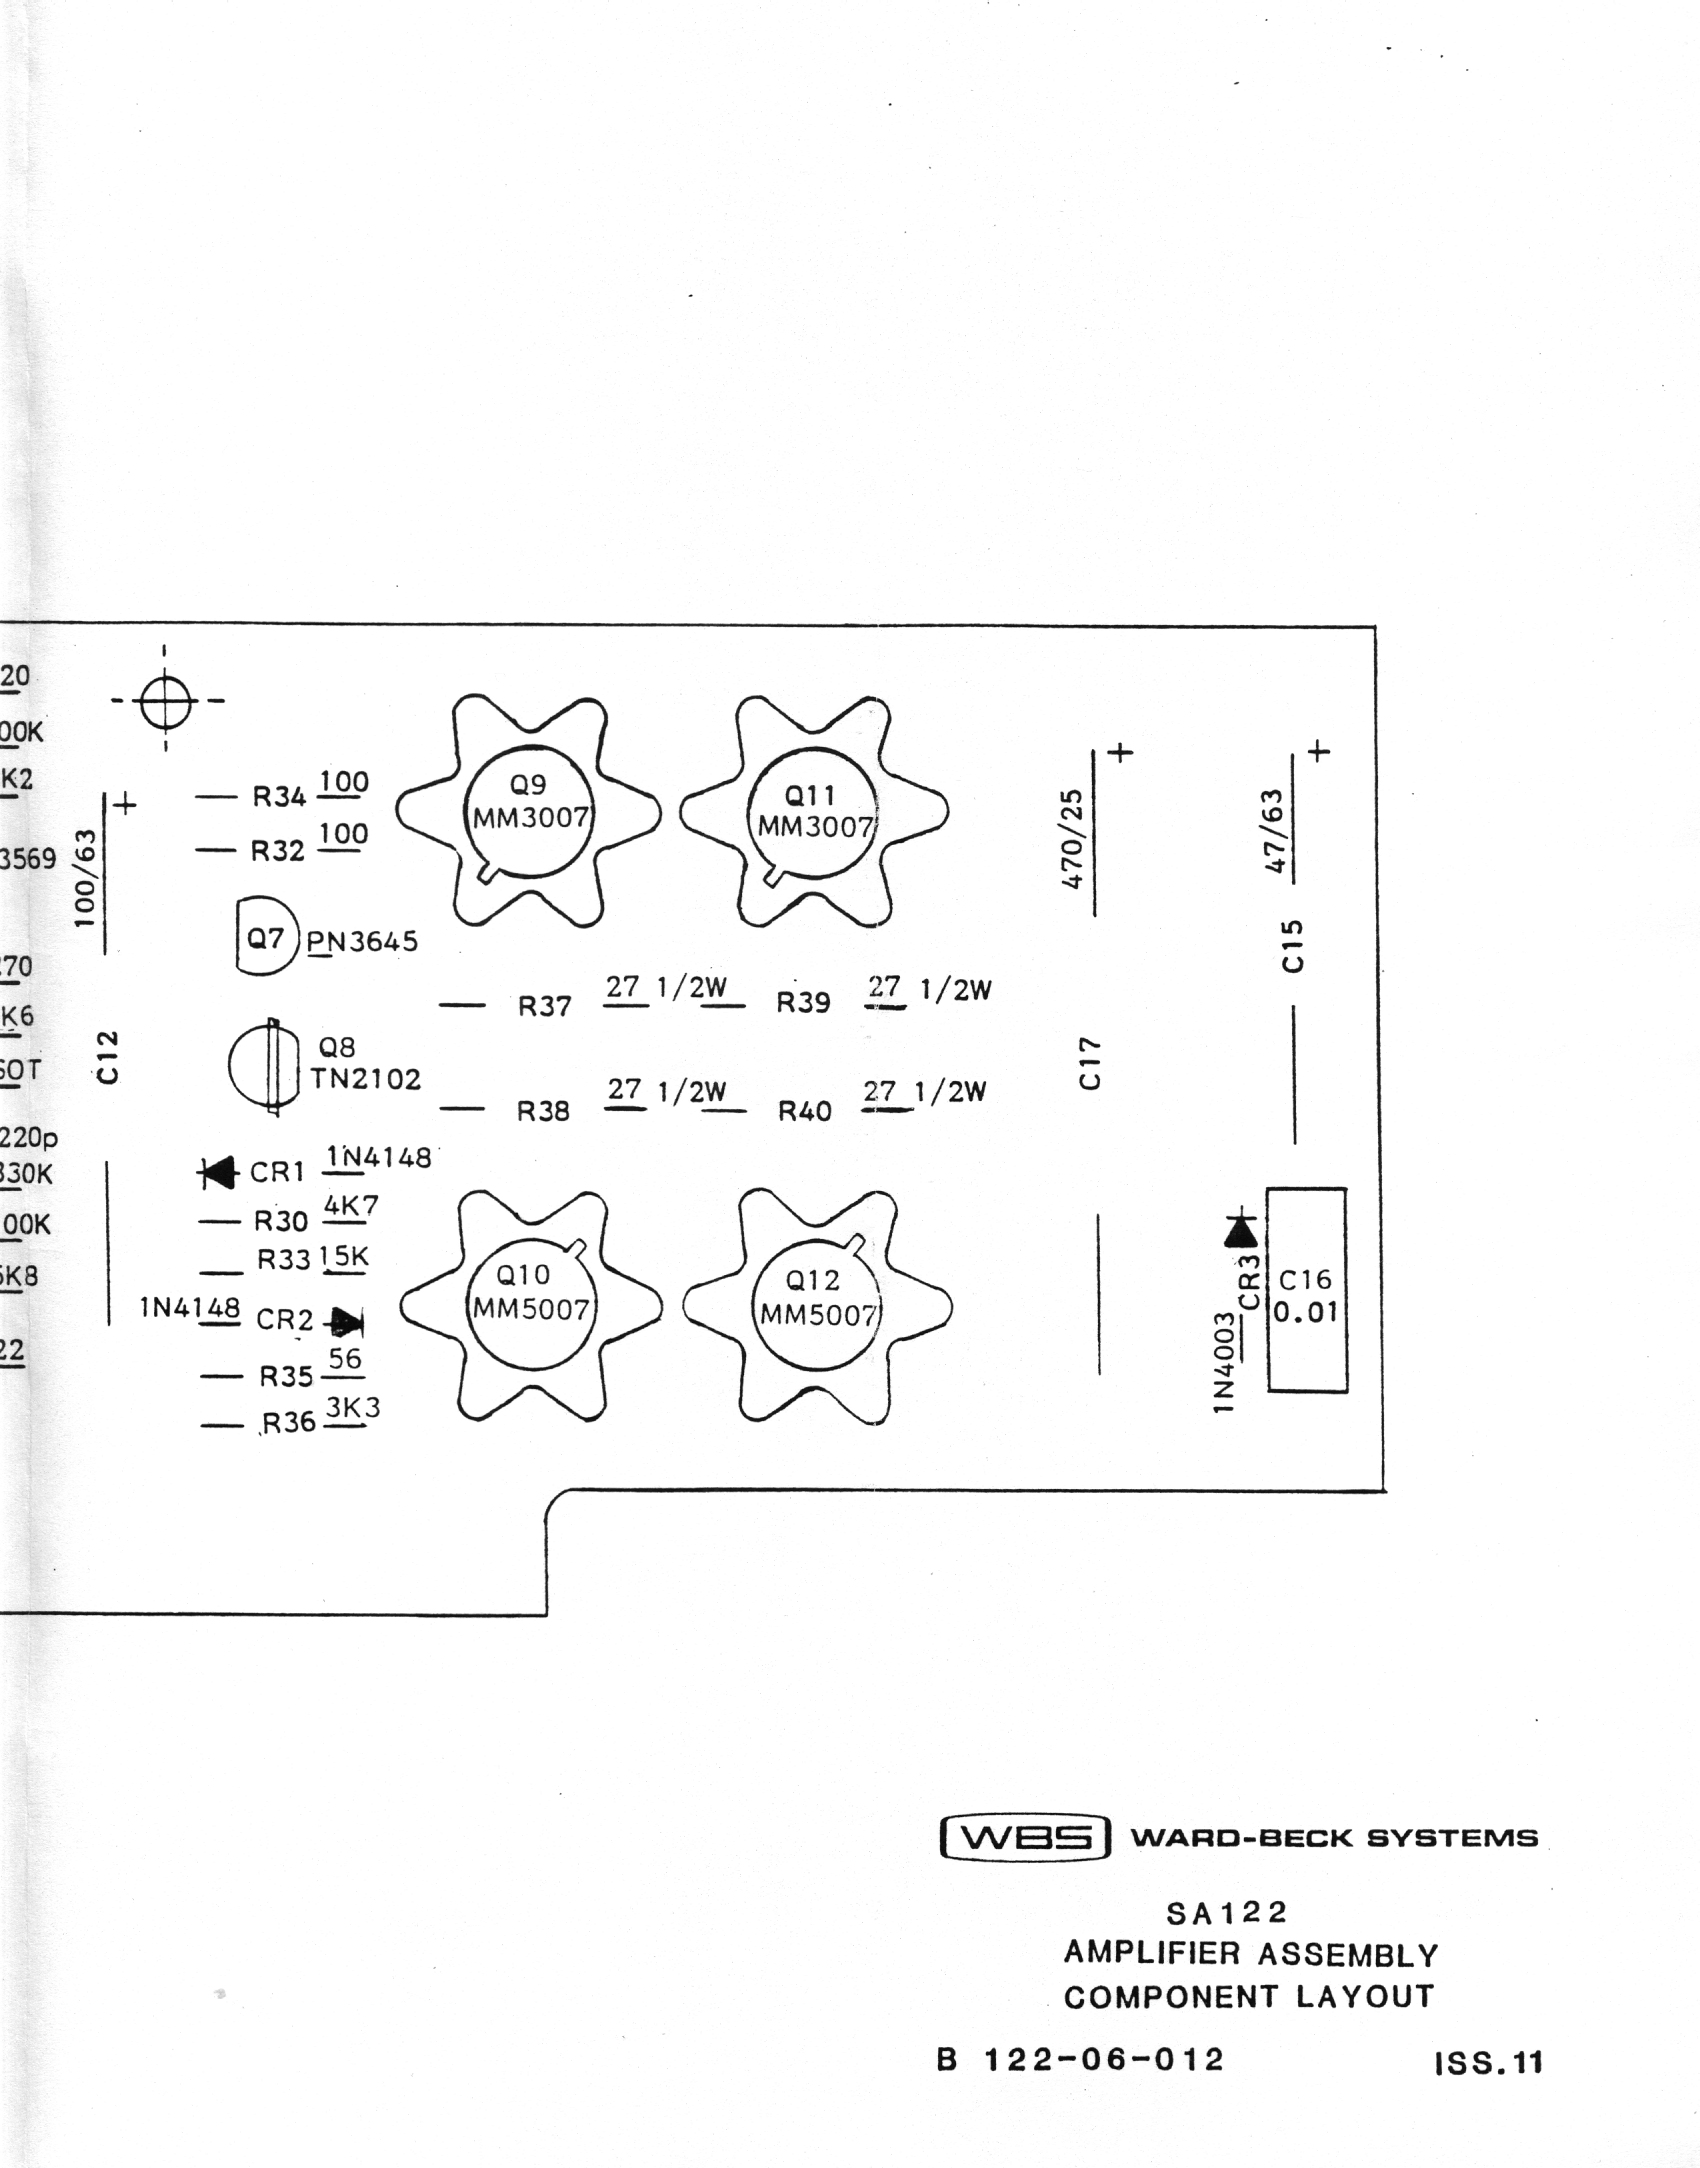 20
00K
K2
3569
270
K6
SOT
220p
330K
00K
6K8
22
+
100/63
C12
R34 100
R32 100
Q7 PN3645
Q8
TN2102
CR1 1N4148
R30 4K7
R33 15K
1N4148 CR2
R35 56
R36 3K3
Q9
MM3007
Q11
MM3007
R37 27 1/2W R39 27 1/2W
R38 27 1/2W R40 27 1/2W
Q10
MM5007
Q12
MM5007
+
470/25
C17
+
47/63
C15
CR3
1N4003
C16
0.01
WBS WARD-BECK SYSTEMS
SA122
AMPLIFIER ASSEMBLY
COMPONENT LAYOUT
B 122-06-012 ISS.11